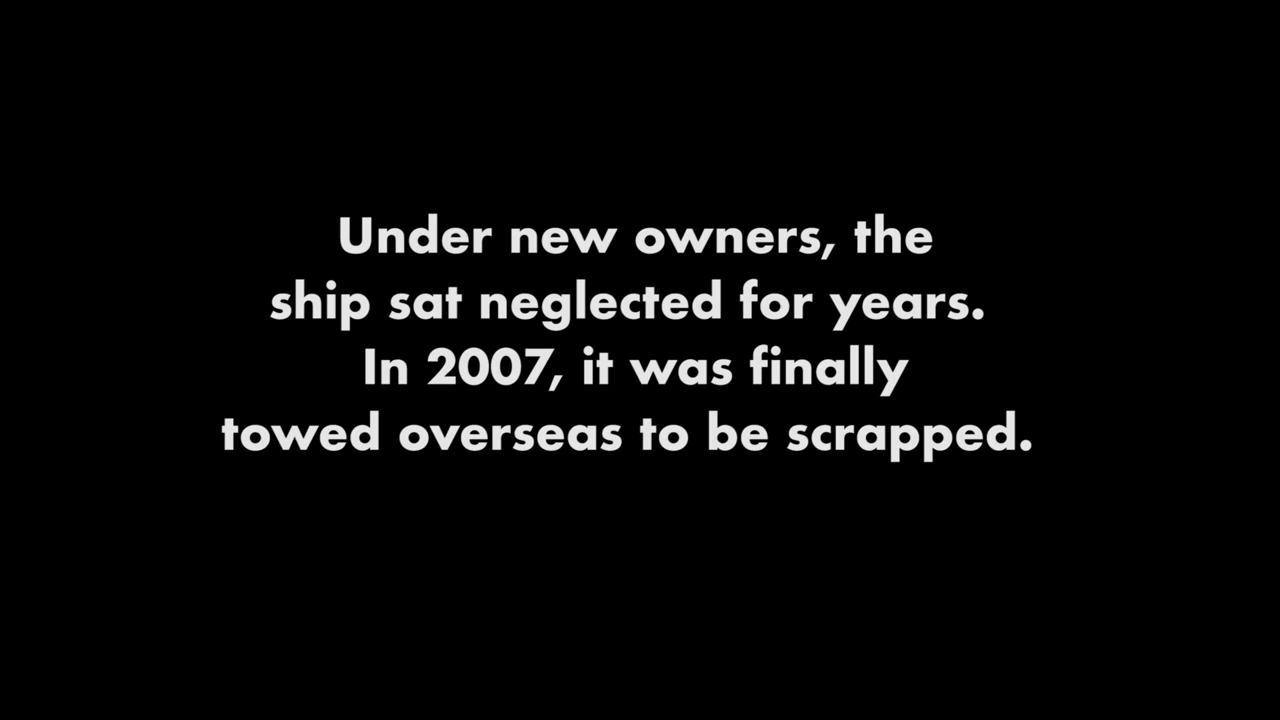 Under new owners, the
ship sat neglected for years.
In 2007, it was finally
towed overseas to be scrapped.